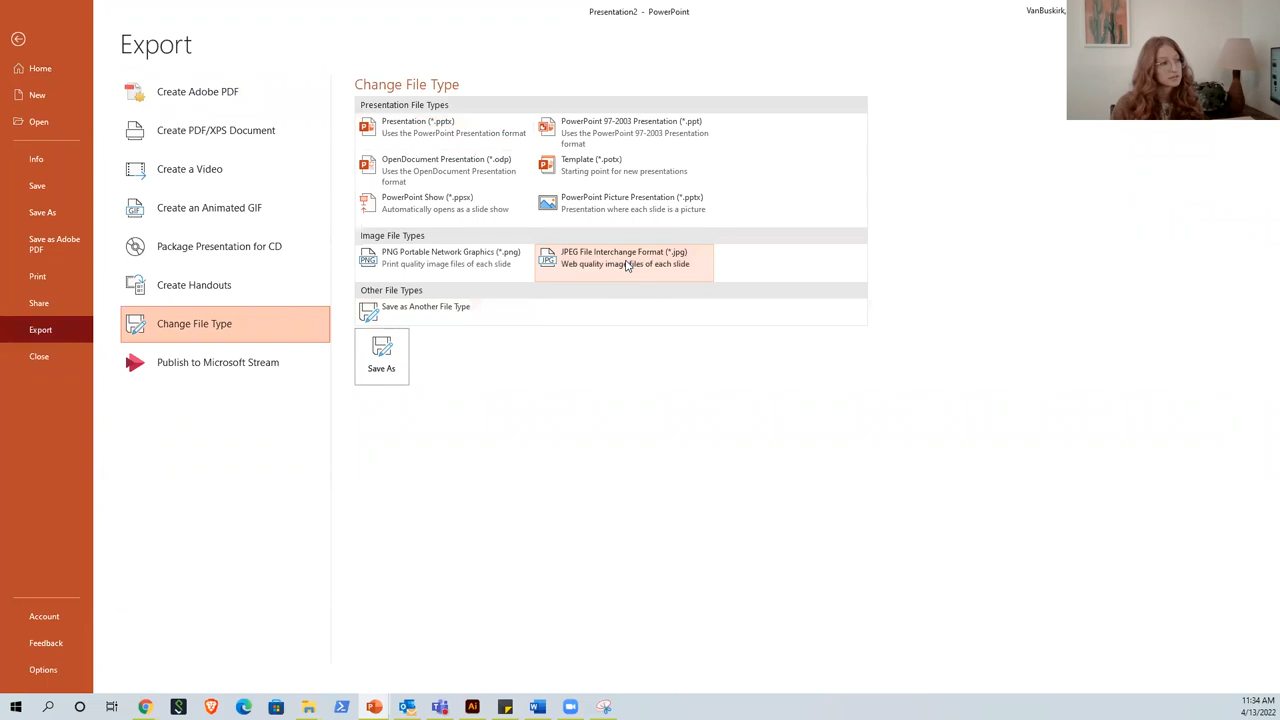 Presentation2 - PowerPoint
VanBuskirk,
Export
Home
New
Open
Info
Save
Save As
Save as Adobe
PDF
Print
Share
Export
Close
Account
Feedback
Options
Create Adobe PDF
Create PDF/XPS Document
Create a Video
GIF
Create an Animated GIF
Package Presentation for CD
Create Handouts
Change File Type
Publish to Microsoft Stream
Change File Type
Presentation File Types
Presentation (*.pptx)
Uses the PowerPoint Presentation format
PowerPoint 97-2003 Presentation (*.ppt)
Uses the PowerPoint 97-2003 Presentation
format
OpenDocument Presentation (*.odp)
Uses the OpenDocument Presentation
format
Template (*.potx)
Starting point for new presentations
PowerPoint Show (*.ppsx)
Automatically opens as a slide show
PowerPoint Picture Presentation (*.pptx)
Presentation where each slide is a picture
Image File Types
PNG
PNG Portable Network Graphics (*.png)
Print quality image files of each slide
JPG
JPEG File Interchange Format (*.jpg)
Web quality image files of each slide
Other File Types
Save as Another File Type
Save As
11:34 AM
4/13/2022